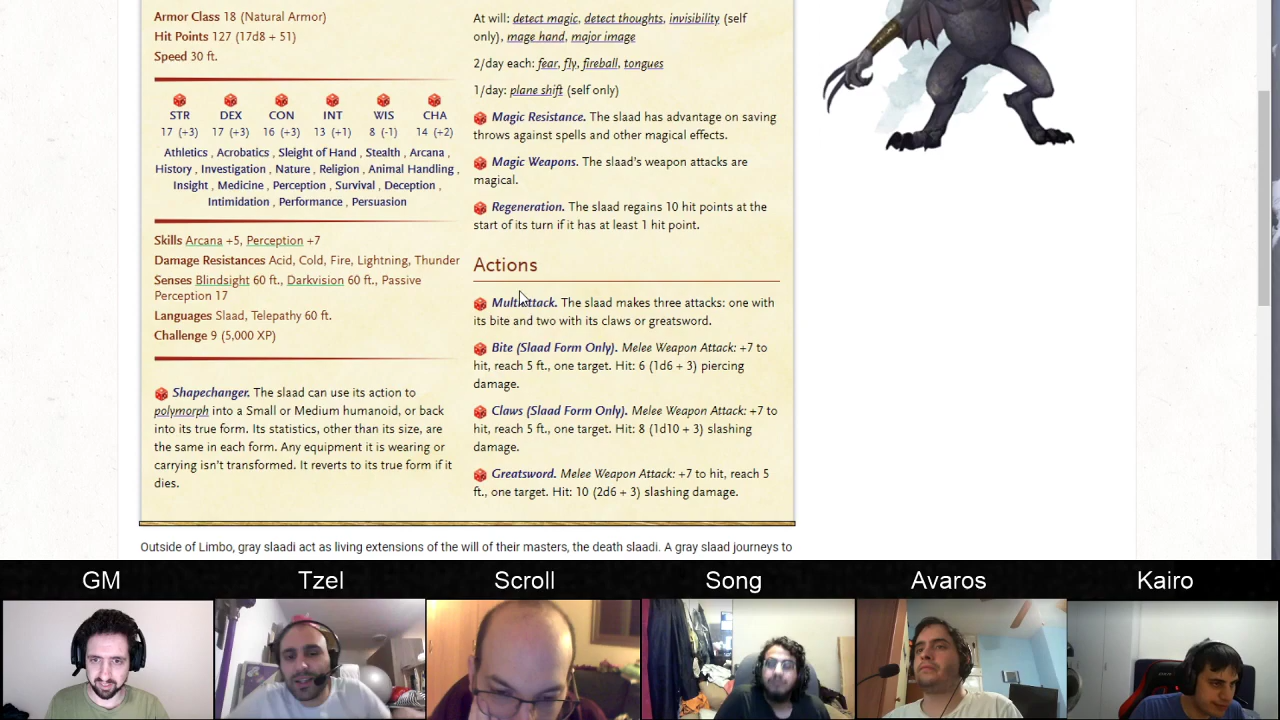 Armor Class 18 (Natural Armor)
Hit Points 127 (17d8 + 51)
Speed 30 ft.
STR DEX CON INT WIS CHA
17 (+3) 17 (+3) 16 (+3) 13 (+1) 8 (-1) 14 (+2)
Athletics , Acrobatics , Sleight of Hand , Stealth , Arcana ,
History , Investigation , Nature , Religion , Animal Handling ,
Insight , Medicine , Perception , Survival , Deception ,
Intimidation , Performance , Persuasion
Skills Arcana +5, Perception +7
Damage Resistances Acid, Cold, Fire, Lightning, Thunder
Senses Blindsight 60 ft., Darkvision 60 ft., Passive
Perception 17
Languages Slaad, Telepathy 60 ft.
Challenge 9 (5,000 XP)
Shapechanger. The slaad can use its action to
polymorph into a Small or Medium humanoid, or back
into its true form. Its statistics, other than its size, are
the same in each form. Any equipment it is wearing or
carrying isn't transformed. It reverts to its true form if it
dies.
At will: detect magic, detect thoughts, invisibility (self
only), mage hand, major image
2/day each: fear, fly, fireball, tongues
1/day: plane shift (self only)
Magic Resistance. The slaad has advantage on saving
throws against spells and other magical effects.
Magic Weapons. The slaad's weapon attacks are
magical.
Regeneration. The slaad regains 10 hit points at the
start of its turn if it has at least 1 hit point.
Actions
Multiattack. The slaad makes three attacks: one with
its bite and two with its claws or greatsword.
Bite (Slaad Form Only). Melee Weapon Attack: +7 to
hit, reach 5 ft., one target. Hit: 6 (1d6 + 3) piercing
damage.
Claws (Slaad Form Only). Melee Weapon Attack: +7 to
hit, reach 5 ft., one target. Hit: 8 (1d10 + 3) slashing
damage.
Greatsword. Melee Weapon Attack: +7 to hit, reach 5
ft., one target. Hit: 10 (2d6 + 3) slashing damage.
Outside of Limbo, gray slaadi act as living extensions of the will of their masters, the death slaadi. A gray slaad journeys to
GM Tzel Scroll Song Avaros Kairo